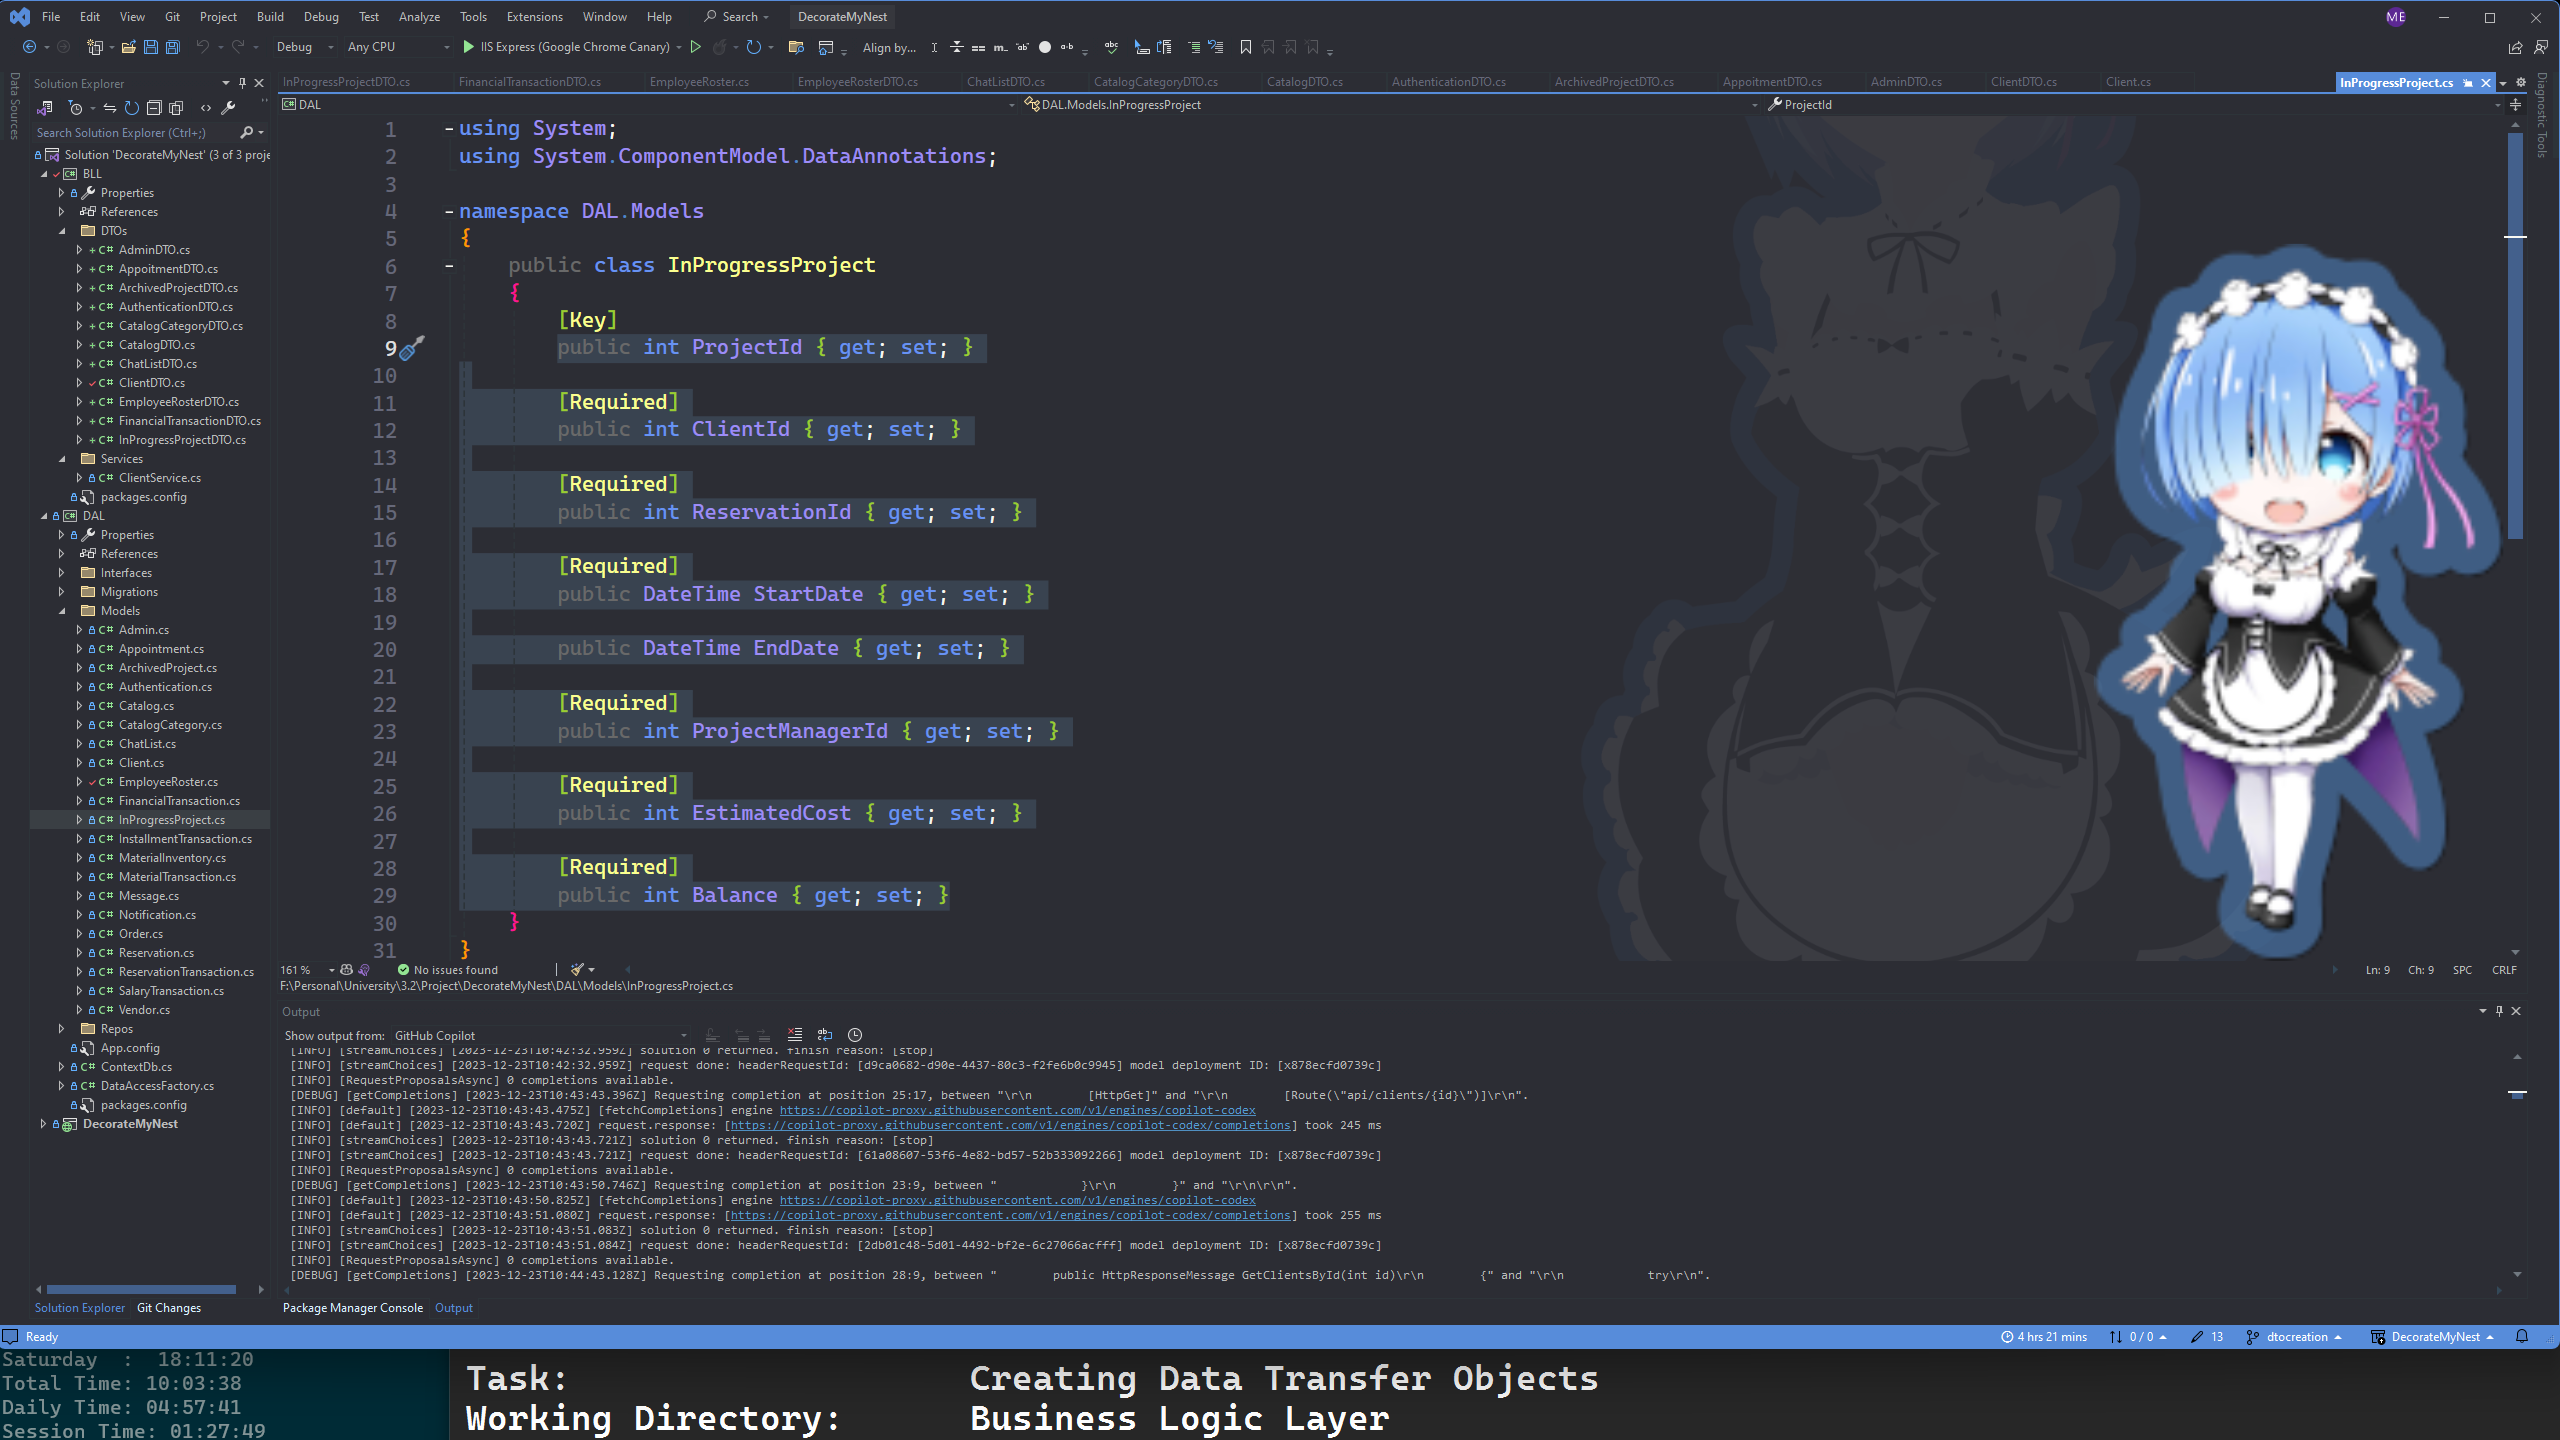 File Edit View Git Project Build Debug Test Analyze Tools Extensions Window Help Search DecorateMyNest ME
Debug Any CPU IIS Express (Google Chrome Canary) Align by...
Data Sources
Solution Explorer
Search Solution Explorer (Ctrl+;)
Solution 'DecorateMyNest' (3 of 3 proje
BLL
Properties
References
DTOs
C# AdminDTO.cs
C# AppoitmentDTO.cs
C# ArchivedProjectDTO.cs
C# AuthenticationDTO.cs
C# CatalogCategoryDTO.cs
C# CatalogDTO.cs
C# ChatListDTO.cs
C# ClientDTO.cs
C# EmployeeRosterDTO.cs
C# FinancialTransactionDTO.cs
C# InProgressProjectDTO.cs
Services
C# ClientService.cs
packages.config
DAL
Properties
References
Interfaces
Migrations
Models
C# Admin.cs
C# Appointment.cs
C# ArchivedProject.cs
C# Authentication.cs
C# Catalog.cs
C# CatalogCategory.cs
C# ChatList.cs
C# Client.cs
C# EmployeeRoster.cs
C# FinancialTransaction.cs
C# InProgressProject.cs
C# InstallmentTransaction.cs
C# MaterialInventory.cs
C# MaterialTransaction.cs
C# Message.cs
C# Notification.cs
C# Order.cs
C# Reservation.cs
C# ReservationTransaction.cs
C# SalaryTransaction.cs
C# Vendor.cs
Repos
App.config
C# ContextDb.cs
C# DataAccessFactory.cs
packages.config
DecorateMyNest
Solution Explorer Git Changes
InProgressProjectDTO.cs FinancialTransactionDTO.cs EmployeeRoster.cs EmployeeRosterDTO.cs ChatListDTO.cs CatalogCategoryDTO.cs CatalogDTO.cs AuthenticationDTO.cs ArchivedProjectDTO.cs AppoitmentDTO.cs AdminDTO.cs ClientDTO.cs Client.cs InProgressProject.cs
DAL DAL.Models.InProgressProject ProjectId
Diagnostic Tools
1 using System;
2 using System.ComponentModel.DataAnnotations;
3
4 namespace DAL.Models
5 {
6 public class InProgressProject
7 {
8 [Key]
9 public int ProjectId { get; set; }
10
11 [Required]
12 public int ClientId { get; set; }
13
14 [Required]
15 public int ReservationId { get; set; }
16
17 [Required]
18 public DateTime StartDate { get; set; }
19
20 public DateTime EndDate { get; set; }
21
22 [Required]
23 public int ProjectManagerId { get; set; }
24
25 [Required]
26 public int EstimatedCost { get; set; }
27
28 [Required]
29 public int Balance { get; set; }
30 }
31 }
161 % No issues found Ln: 9 Ch: 9 SPC CRLF
F:\Personal\University\3.2\Project\DecorateMyNest\DAL\Models\InProgressProject.cs
Output
Show output from: GitHub Copilot
[INFO] [streamChoices] [2023-12-23T10:42:32.959Z] solution 0 returned. finish reason: [stop]
[INFO] [streamChoices] [2023-12-23T10:42:32.959Z] request done: headerRequestId: [d9ca0682-d90e-4437-80c3-f2fe6b0c9945] model deployment ID: [x878ecfd0739c]
[INFO] [RequestProposalsAsync] 0 completions available.
[DEBUG] [getCompletions] [2023-12-23T10:43:43.396Z] Requesting completion at position 25:17, between "\r\n        [HttpGet]" and "\r\n        [Route(\"api/clients/{id}\")]\r\n".
[INFO] [default] [2023-12-23T10:43:43.475Z] [fetchCompletions] engine https://copilot-proxy.githubusercontent.com/v1/engines/copilot-codex
[INFO] [default] [2023-12-23T10:43:43.720Z] request.response: [https://copilot-proxy.githubusercontent.com/v1/engines/copilot-codex/completions] took 245 ms
[INFO] [streamChoices] [2023-12-23T10:43:43.721Z] solution 0 returned. finish reason: [stop]
[INFO] [streamChoices] [2023-12-23T10:43:43.721Z] request done: headerRequestId: [61a08607-53f6-4e82-bd57-52b333092266] model deployment ID: [x878ecfd0739c]
[INFO] [RequestProposalsAsync] 0 completions available.
[DEBUG] [getCompletions] [2023-12-23T10:43:50.746Z] Requesting completion at position 23:9, between "            }\r\n        }" and "\r\n\r\n".
[INFO] [default] [2023-12-23T10:43:50.825Z] [fetchCompletions] engine https://copilot-proxy.githubusercontent.com/v1/engines/copilot-codex
[INFO] [default] [2023-12-23T10:43:51.080Z] request.response: [https://copilot-proxy.githubusercontent.com/v1/engines/copilot-codex/completions] took 255 ms
[INFO] [streamChoices] [2023-12-23T10:43:51.083Z] solution 0 returned. finish reason: [stop]
[INFO] [streamChoices] [2023-12-23T10:43:51.084Z] request done: headerRequestId: [2db01c48-5d01-4492-bf2e-6c27066acfff] model deployment ID: [x878ecfd0739c]
[INFO] [RequestProposalsAsync] 0 completions available.
[DEBUG] [getCompletions] [2023-12-23T10:44:43.128Z] Requesting completion at position 28:9, between "        public HttpResponseMessage GetClientsById(int id)\r\n        {" and "\r\n            try\r\n".
Package Manager Console Output
Ready 4 hrs 21 mins 0 / 0 13 dtocreation DecorateMyNest
Saturday : 18:11:20
Total Time: 10:03:38
Daily Time: 04:57:41
Session Time: 01:27:49
Task: Creating Data Transfer Objects
Working Directory: Business Logic Layer